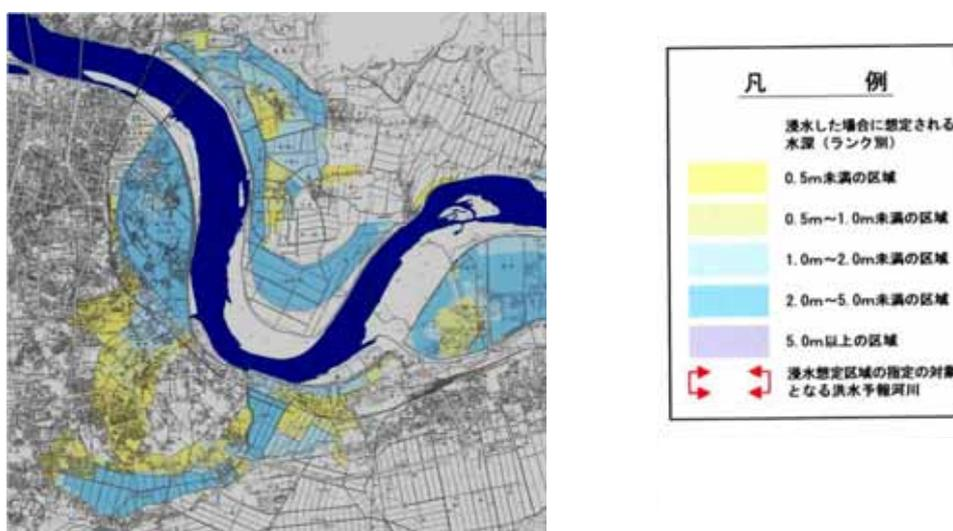 凡 例
浸水した場合に想定される
水深（ランク別）
0.5m未満の区域
0.5m～1.0m未満の区域
1.0m～2.0m未満の区域
2.0m～5.0m未満の区域
5.0m以上の区域
浸水想定区域の指定の対象
となる洪水予報河川